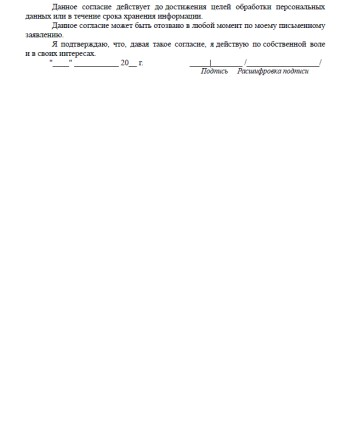 Данное согласие действует до достижения целей обработки персональных
данных или в течение срока хранения информации.
Данное согласие может быть отозвано в любой момент по моему письменному
заявлению.
Я подтверждаю, что, давая такое согласие, я действую по собственной воле
и в своих интересах.
"____" ___________ 20__ г. _____|________ /__________________/
Подпись Расшифровка подписи